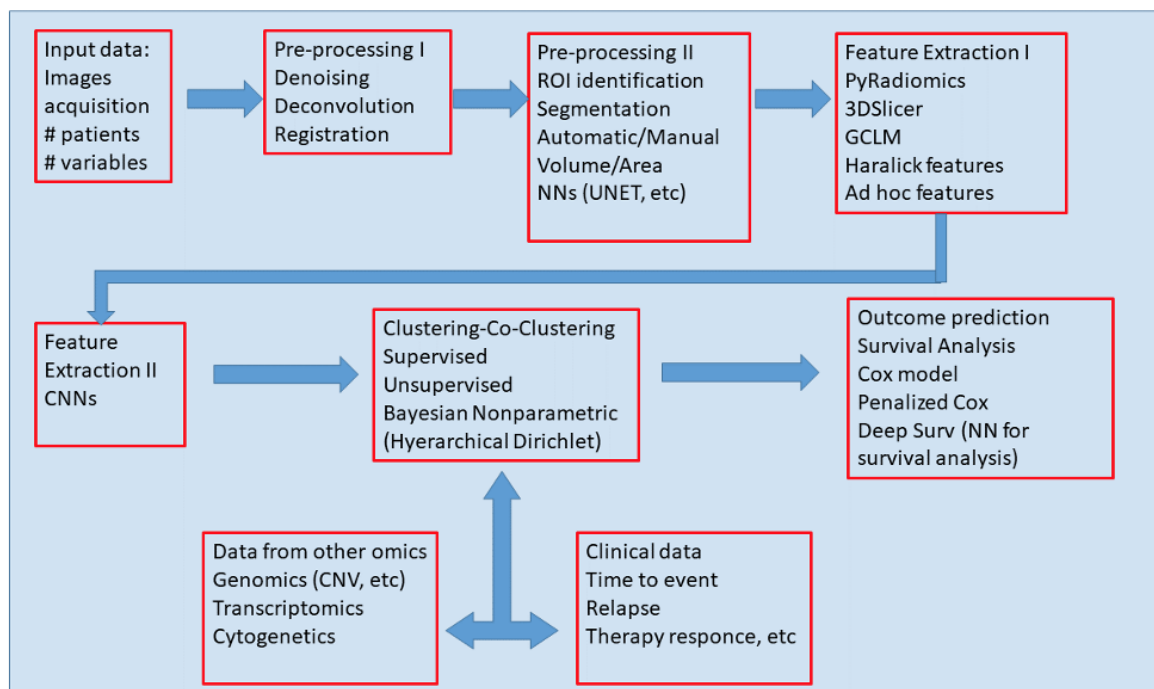 Input data:
Images
acquisition
# patients
# variables
Pre-processing I
Denoising
Deconvolution
Registration
Pre-processing II
ROI identification
Segmentation
Automatic/Manual
Volume/Area
NNs (UNET, etc)
Feature Extraction I
PyRadiomics
3DSlicer
GCLM
Haralick features
Ad hoc features
Feature
Extraction II
CNNs
Clustering-Co-Clustering
Supervised
Unsupervised
Bayesian Nonparametric
(Hyerarchical Dirichlet)
Outcome prediction
Survival Analysis
Cox model
Penalized Cox
Deep Surv (NN for
survival analysis)
Data from other omics
Genomics (CNV, etc)
Transcriptomics
Cytogenetics
Clinical data
Time to event
Relapse
Therapy responce, etc